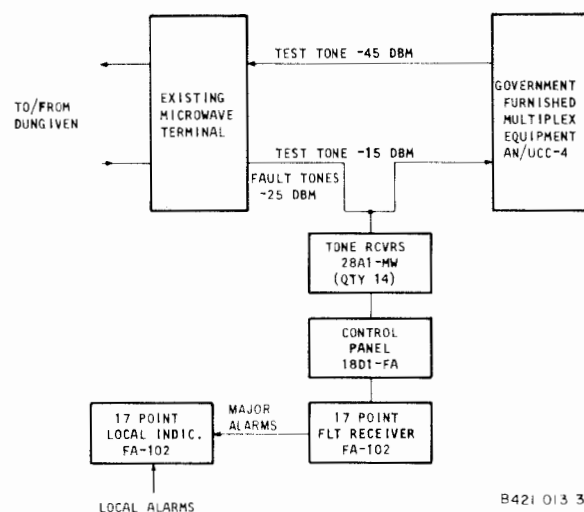 TEST TONE -45 DBM
TO/FROM
DUNGIVEN
EXISTING
MICROWAVE
TERMINAL
GOVERNMENT
FURNISHED
MULTIPLEX
EQUIPMENT
AN/UCC-4
TEST TONE -15 DBM
FAULT TONES
-25 DBM
TONE RCVRS
28A1-MW
(QTY 14)
CONTROL
PANEL
18D1-FA
17 POINT
LOCAL INDIC.
FA-102
MAJOR
ALARMS
17 POINT
FLT RECEIVER
FA-102
LOCAL ALARMS
B421 013 3